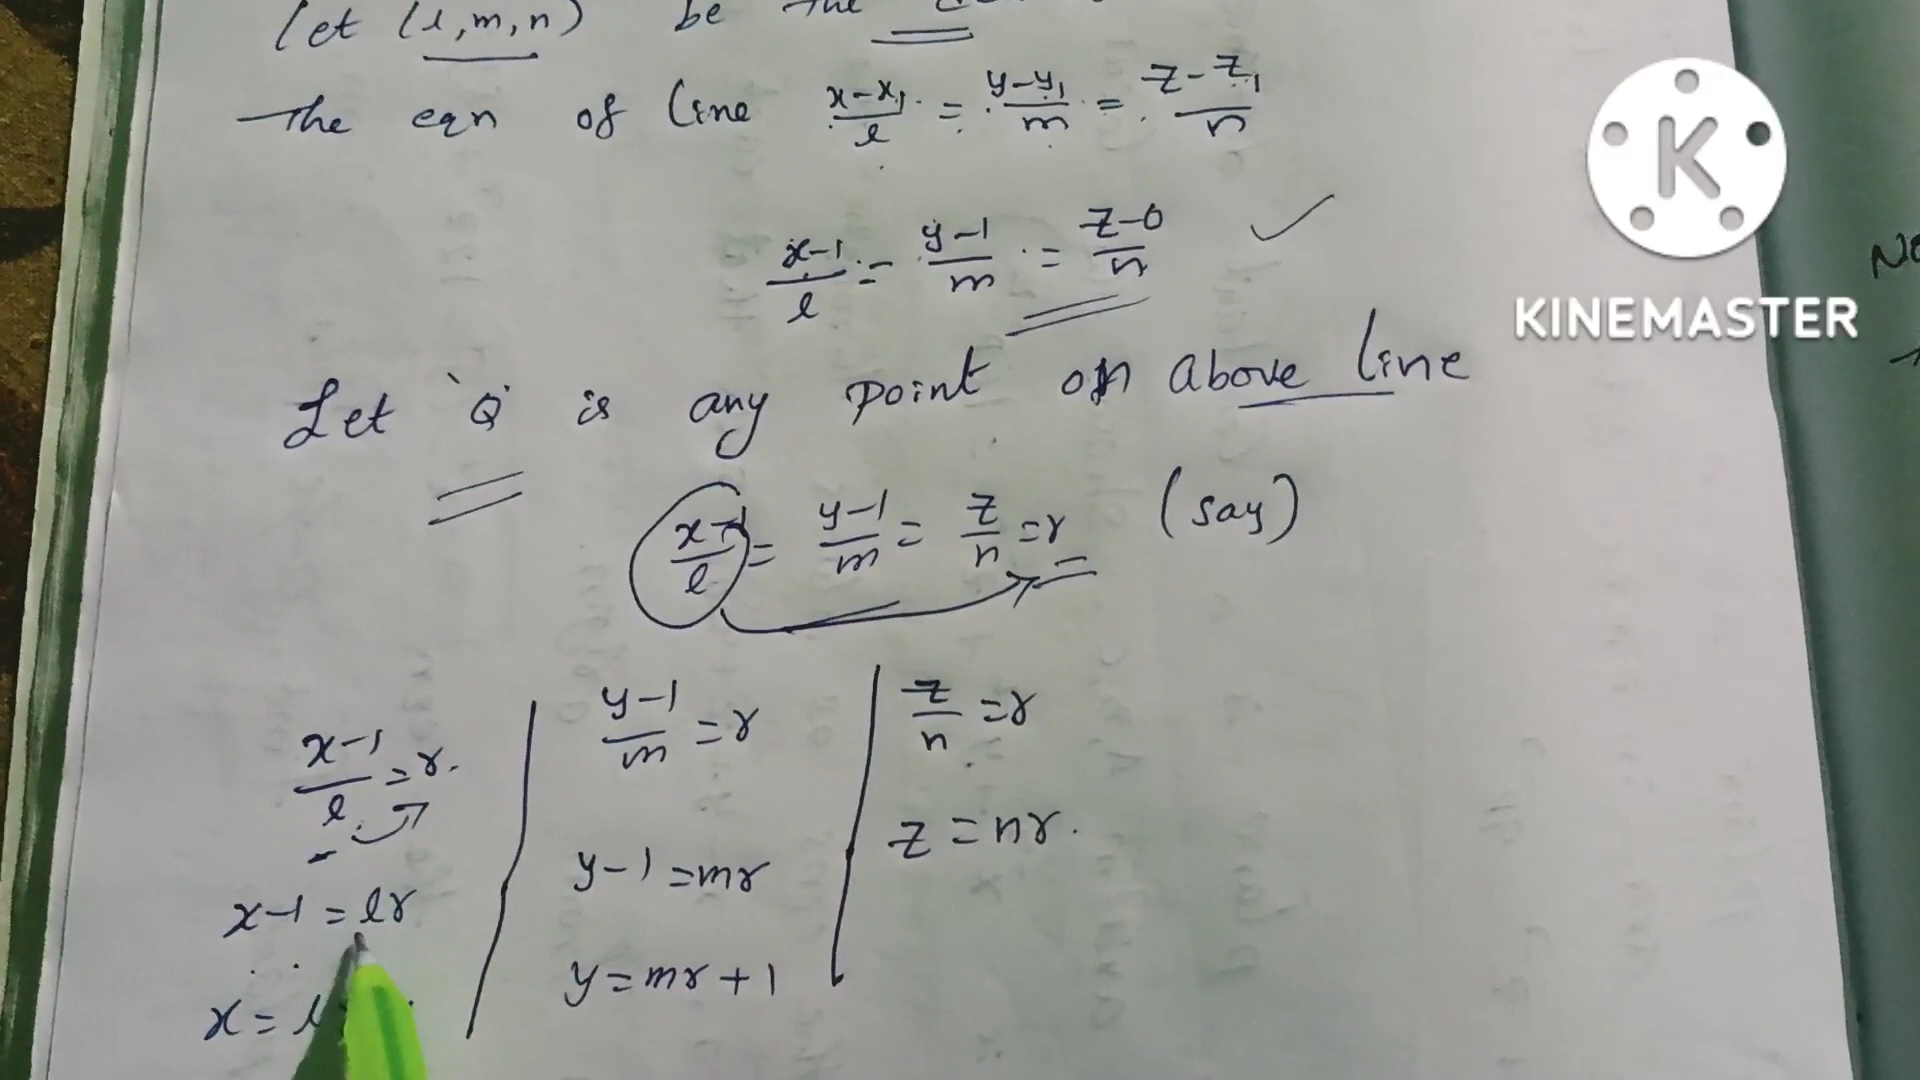 Let (l,m,n) be the
The eqn of line x-x₁/l = y-y₁/m = z-z₁/n
x-1/l = y-1/m = z-0/n
Let 'Q' is any point on above line
x-1/l = y-1/m = z/n = r (say)
x-1/l = r.
x-1 = lr
x = l
y-1/m = r
y-1 = mr
y = mr + 1
z/n = r
z = nr.
K
KINEMASTER